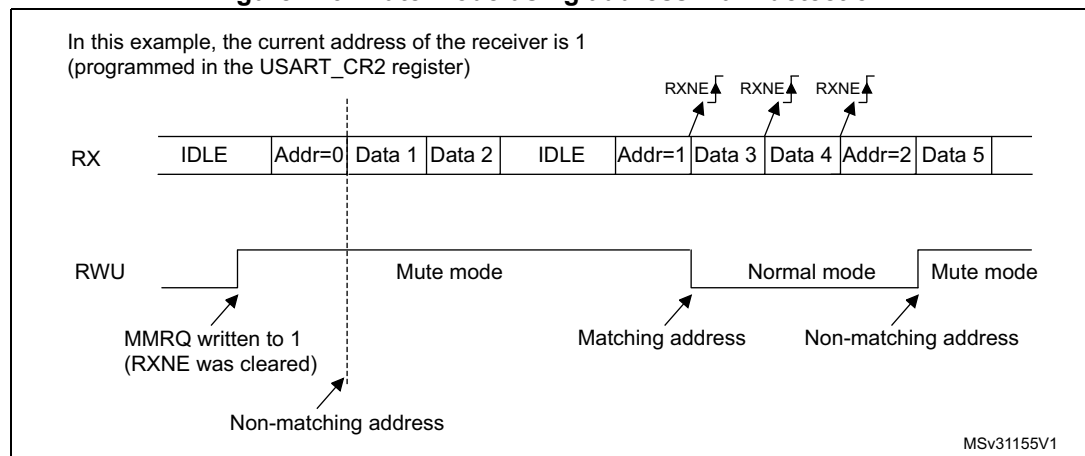 In this example, the current address of the receiver is 1
(programmed in the USART_CR2 register)
RXNE RXNE RXNE
RX IDLE Addr=0 Data 1 Data 2 IDLE Addr=1 Data 3 Data 4 Addr=2 Data 5
RWU Mute mode Normal mode Mute mode
MMRQ written to 1 Matching address Non-matching address
(RXNE was cleared)
Non-matching address
MSv31155V1